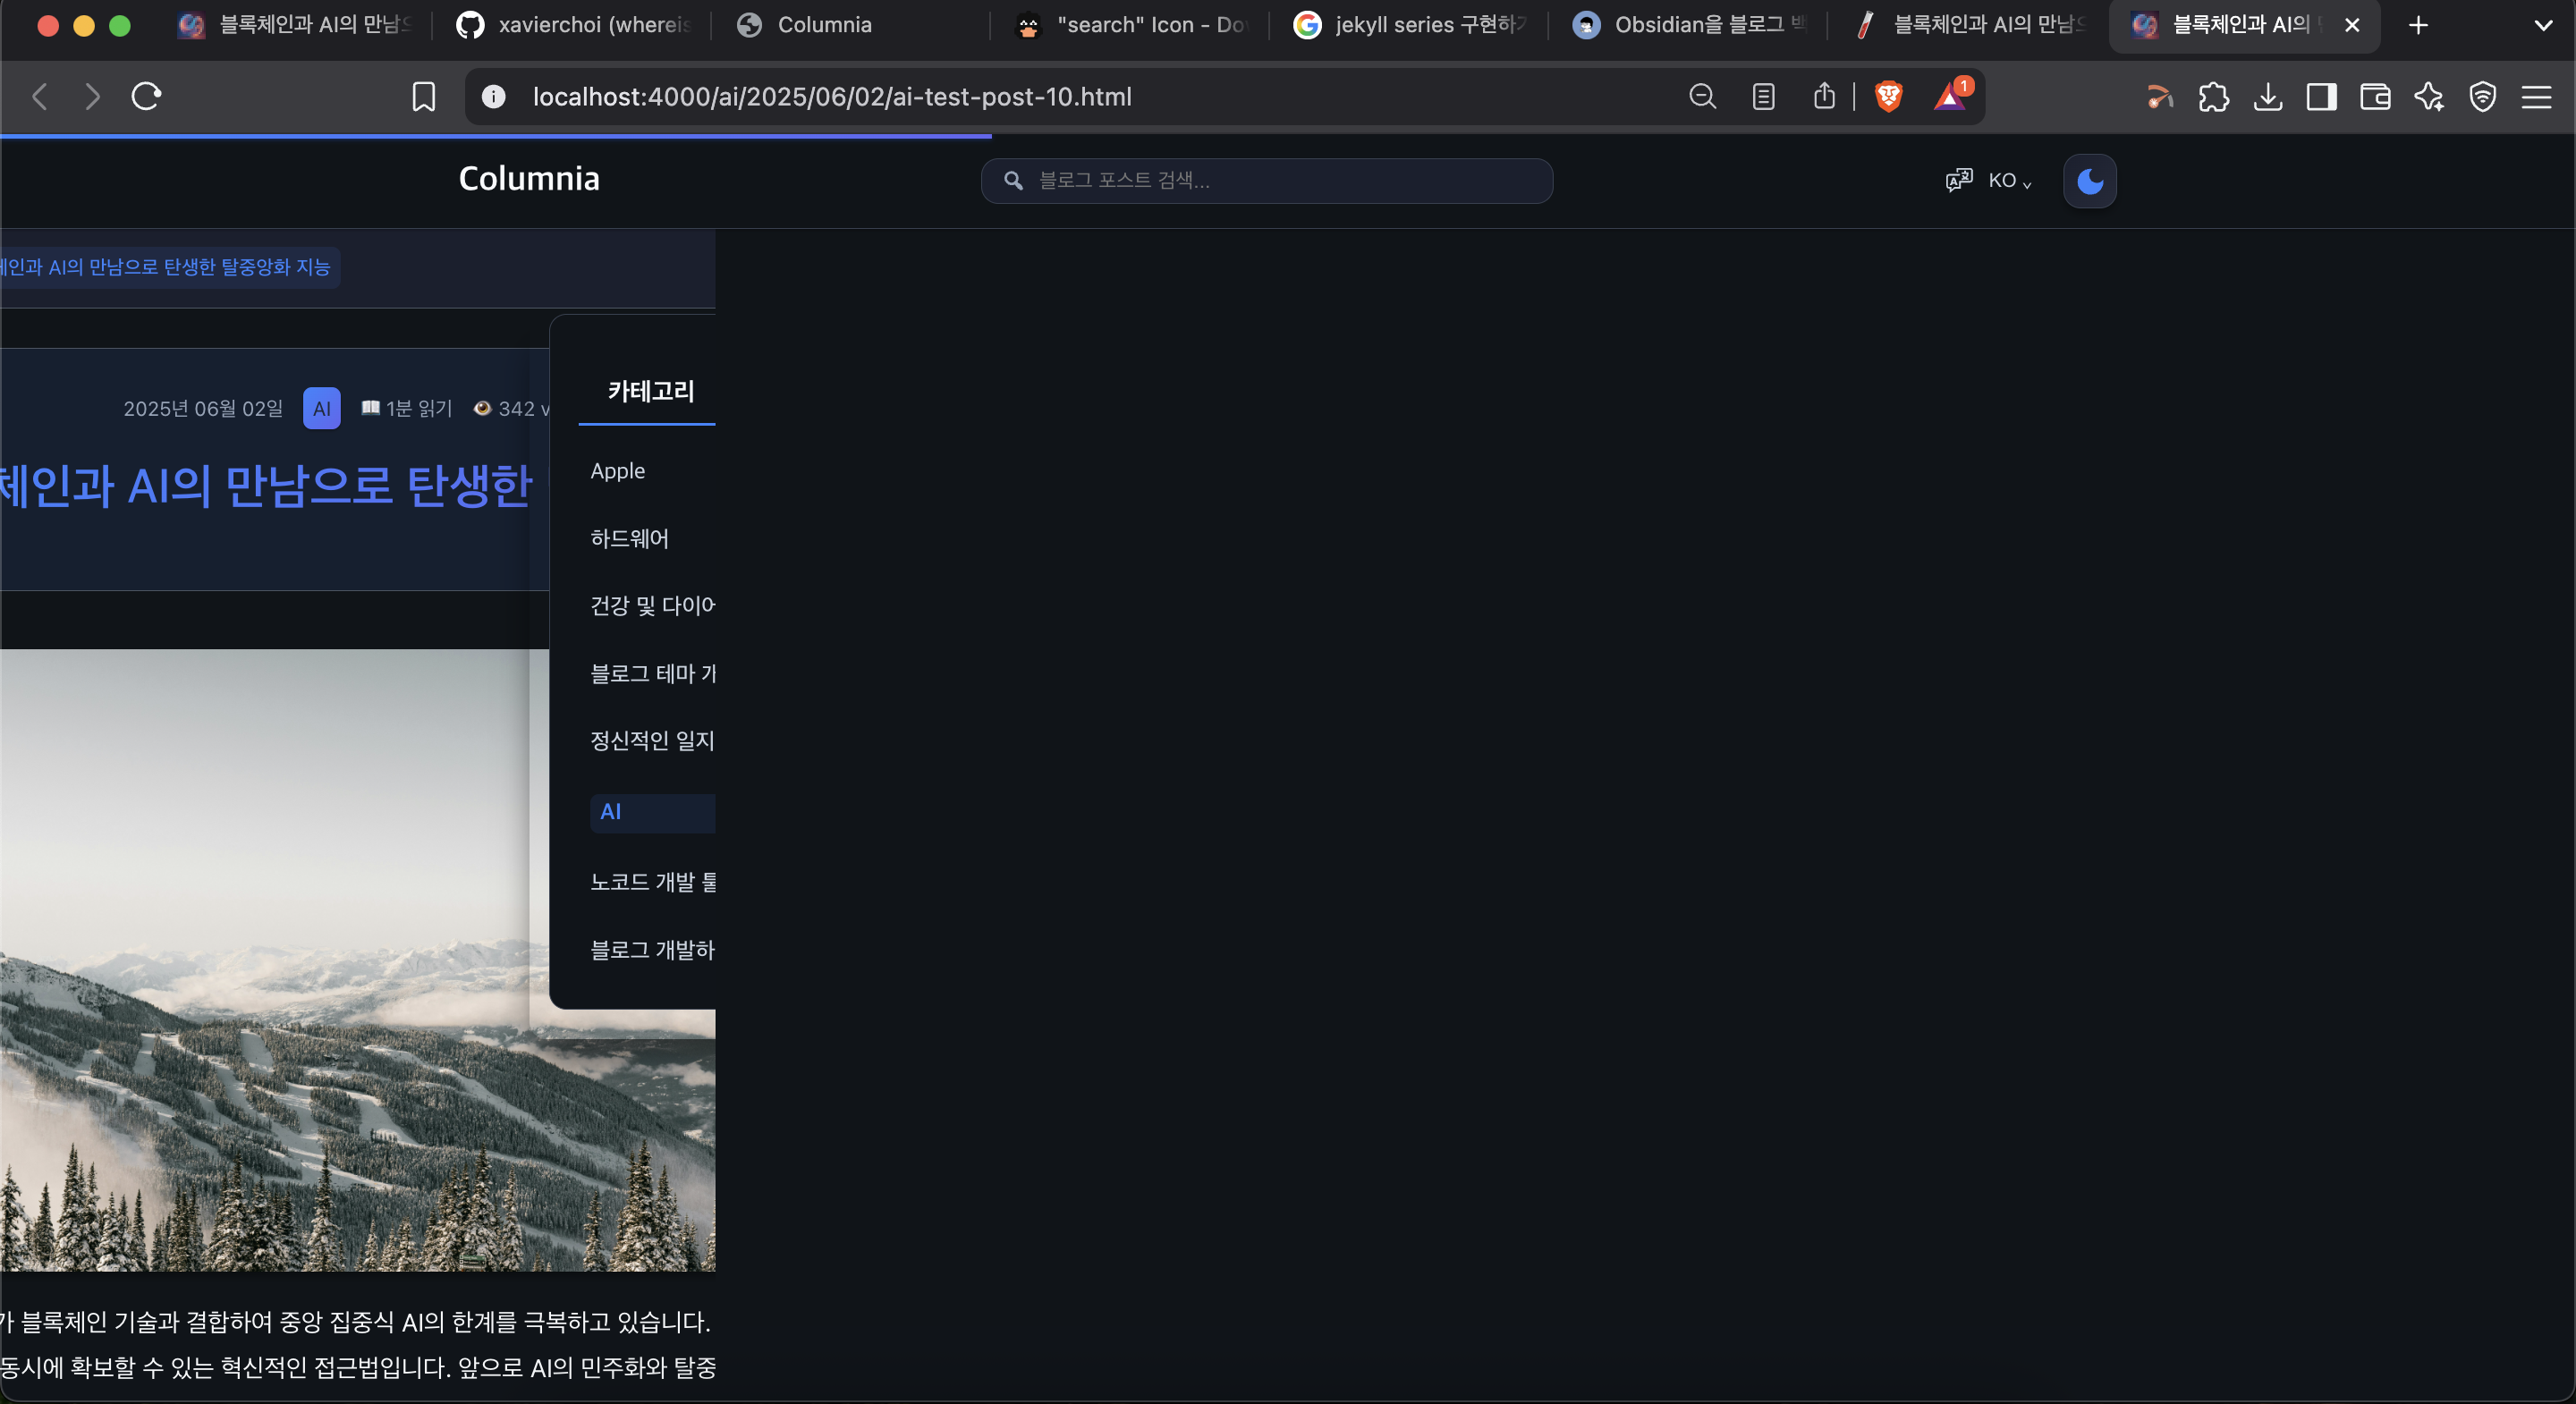 블록체인과 AI의 만남으
xavierchoi (whereis
Columnia
"search" Icon - Dov
jekyll series 구현하기
Obsidian을 블로그 백
블록체인과 AI의 만남으
블록체인과 AI의
localhost:4000/ai/2025/06/02/ai-test-post-10.html
1
Columnia
블로그 포스트 검색...
KO
체인과 AI의 만남으로 탄생한 탈중앙화 지능
2025년 06월 02일
AI
1분 읽기
342 v
체인과 AI의 만남으로 탄생한
카테고리
Apple
하드웨어
건강 및 다이어
블로그 테마 개
정신적인 일지
AI
노코드 개발 툴
블로그 개발하
가 블록체인 기술과 결합하여 중앙 집중식 AI의 한계를 극복하고 있습니다.
동시에 확보할 수 있는 혁신적인 접근법입니다. 앞으로 AI의 민주화와 탈중